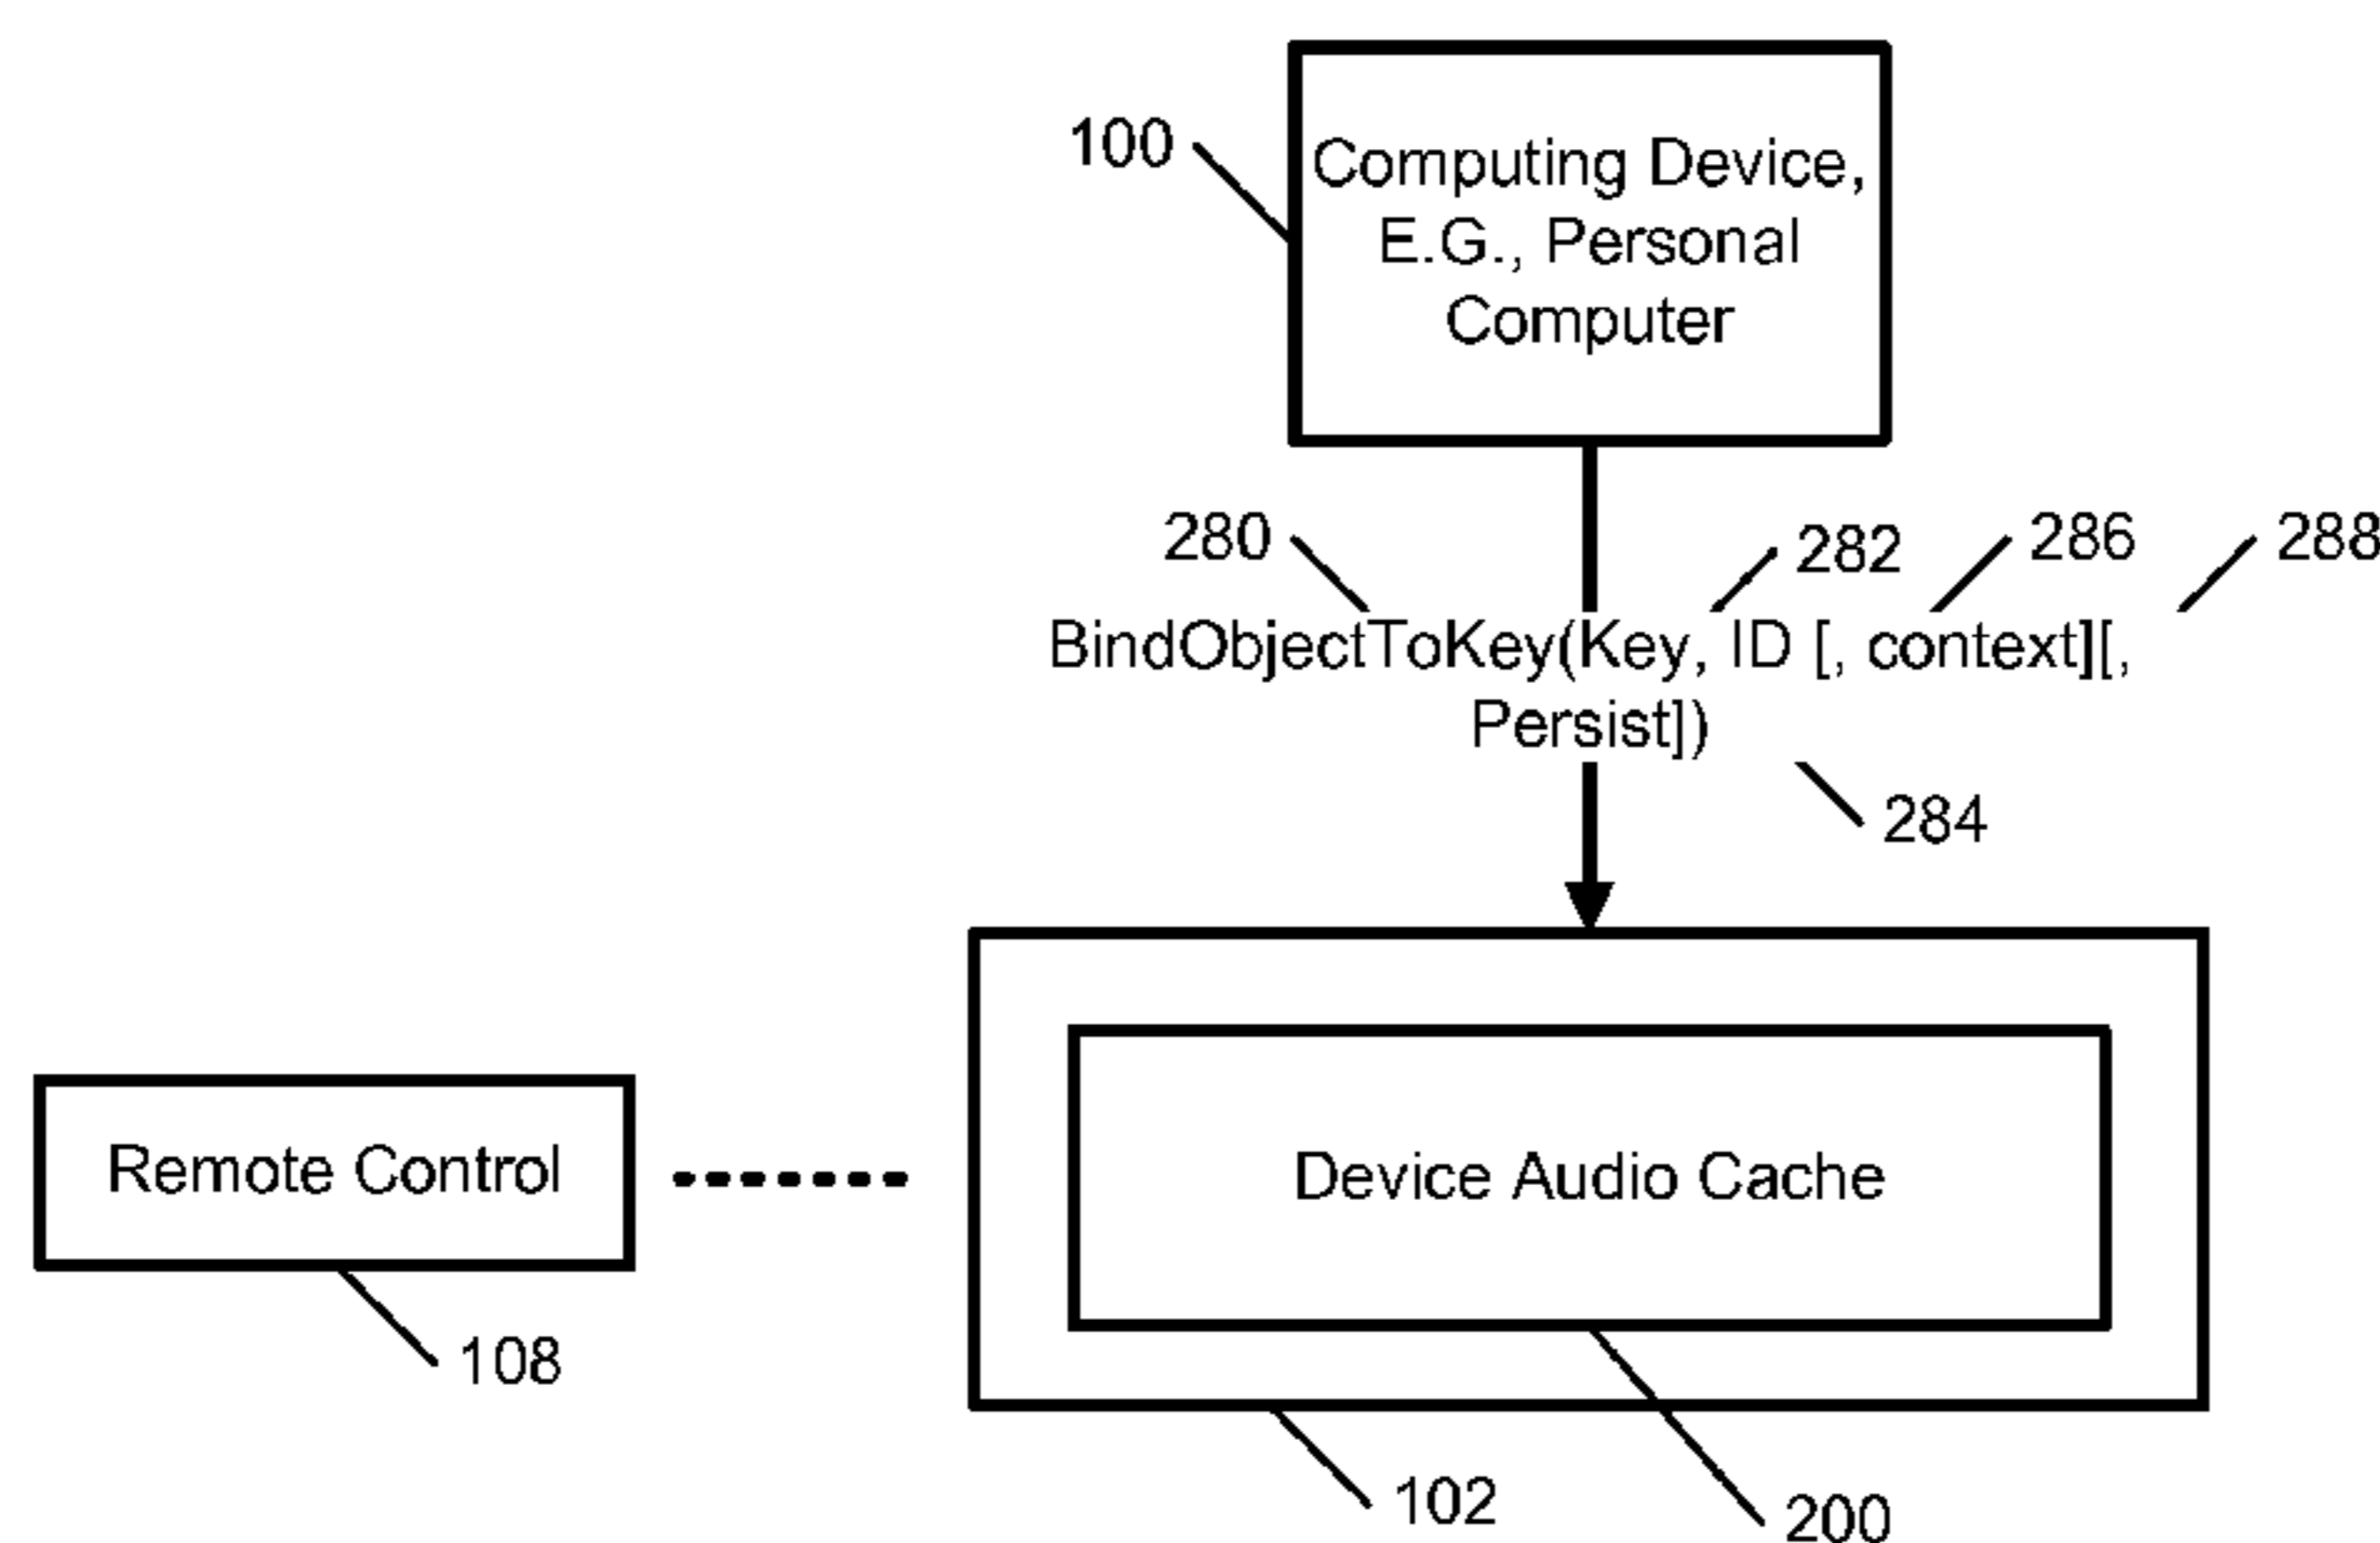 100
Computing Device,
E.G., Personal
Computer
280
282
286
288
BindObjectToKey(Key, ID [, context][,
Persist])
284
Remote Control
Device Audio Cache
108
102
200